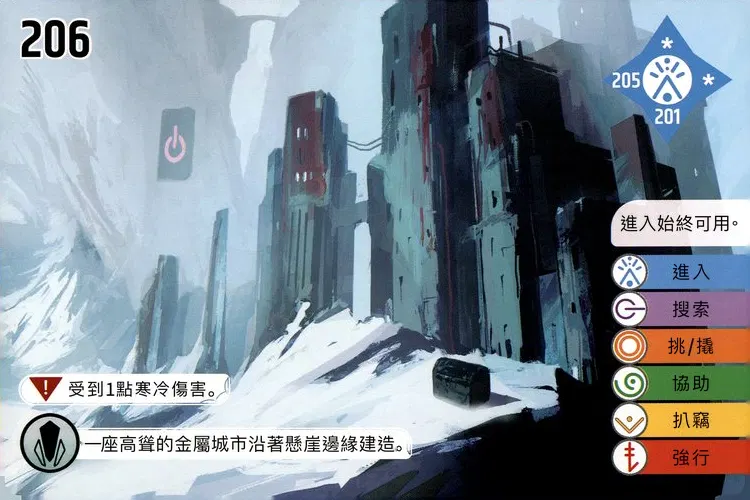 206
*
205
*
201
進入始終可用。
進入
搜索
挑/撬
協助
扒竊
強行
受到1點寒冷傷害。
一座高聳的金屬城市沿著懸崖邊緣建造。